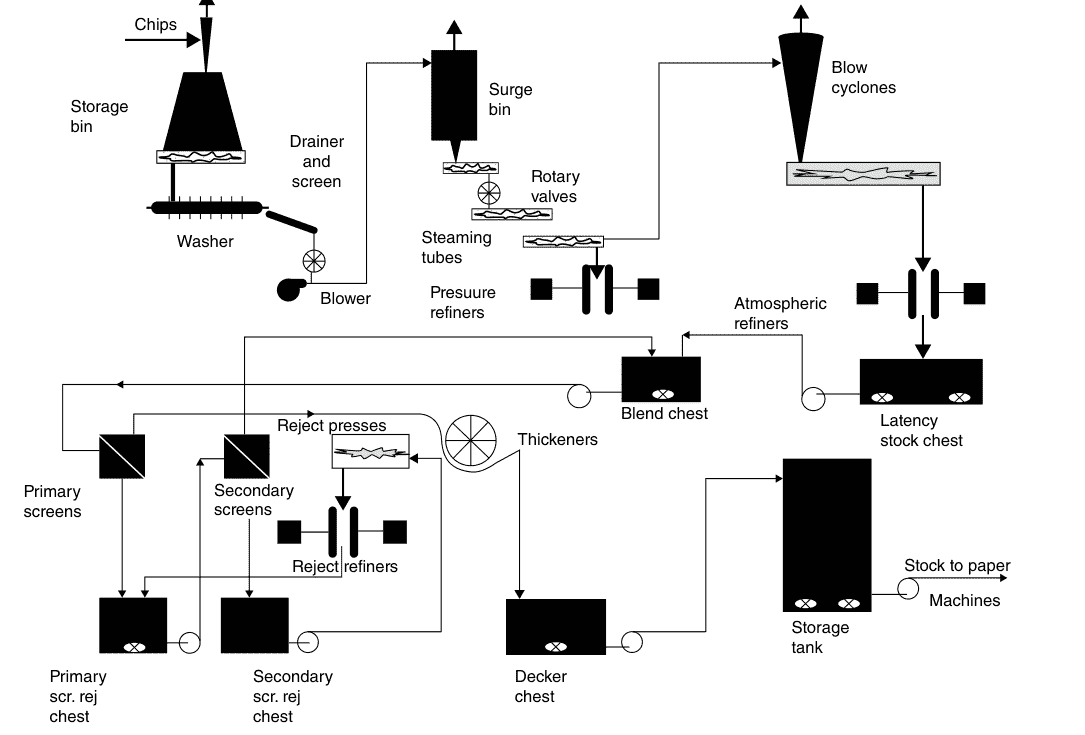 Chips
Storage
bin
Drainer
and
screen
Washer
Blower
Surge
bin
Rotary
valves
Steaming
tubes
Presuure
refiners
Blow
cyclones
Atmospheric
refiners
Blend chest
Latency
stock chest
Reject presses
Thickeners
Primary
screens
Secondary
screens
Reject refiners
Stock to paper
Machines
Storage
tank
Primary
scr. rej
chest
Secondary
scr. rej
chest
Decker
chest